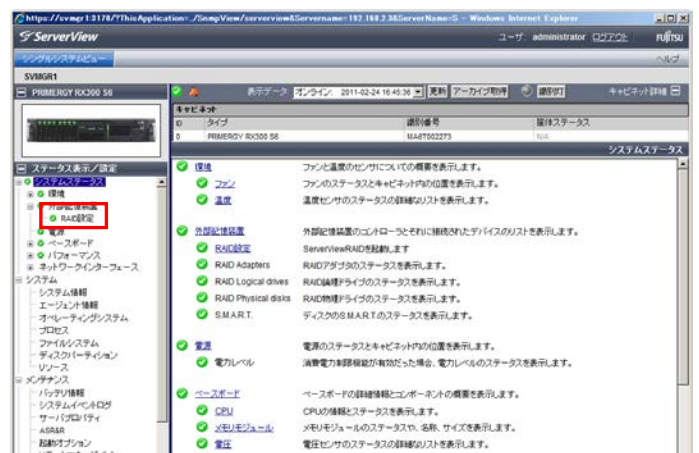 https://svmgr1:3170/?ThisApplication=./SnmpView/serverview&Servername=192.168.2.3&ServerName=S - Windows Internet Explorer
ServerView
ユーザ: administrator ログアウト FUJITSU
シングルシステムビュー ヘルプ
SVMGR1
PRIMERGY RX300 S6
表示データ: オンライン: 2011-02-24 16:45:36 更新 アーカイブ取得 識別灯 キャビネット詳細
キャビネット
ID タイプ 識別番号 筐体ステータス
0 PRIMERGY RX300 S6 MA6T002273 N/A
システムステータス
ステータス表示/設定
システムステータス
環境
外部記憶装置
RAID設定
電源
ベースボード
パフォーマンス
ネットワークインターフェース
システム
システム情報
エージェント情報
オペレーティングシステム
プロセス
ファイルシステム
ディスクパーティション
リソース
メンテナンス
バッテリ情報
システムイベントログ
サーバプロパティ
ASR&R
起動オプション
環境 ファンと温度のセンサについての概要を表示します。
ファン ファンのステータスとキャビネット内の位置を表示します。
温度 温度センサのステータスの詳細なリストを表示します。
外部記憶装置 外部記憶装置のコントローラとそれに接続されたデバイスのリストを表示します。
RAID設定 ServerViewRAIDを起動します
RAID Adapters RAIDアダプタのステータスを表示します。
RAID Logical drives RAID論理ドライブのステータスを表示します。
RAID Physical disks RAID物理ドライブのステータスを表示します。
S.M.A.R.T. ディスクのS.M.A.R.T.のステータスを表示します。
電源 電源のステータスとキャビネット内の位置を表示します。
電力レベル 消費電力制御機能が有効だった場合、電力レベルのステータスを表示します。
ベースボード ベースボードの詳細情報とコンポーネントの概要を表示します。
CPU CPUの情報とステータスを表示します。
メモリモジュール メモリモジュールのステータスや、名称、サイズを表示します。
電圧 電圧センサのステータスの詳細なリストを表示します。